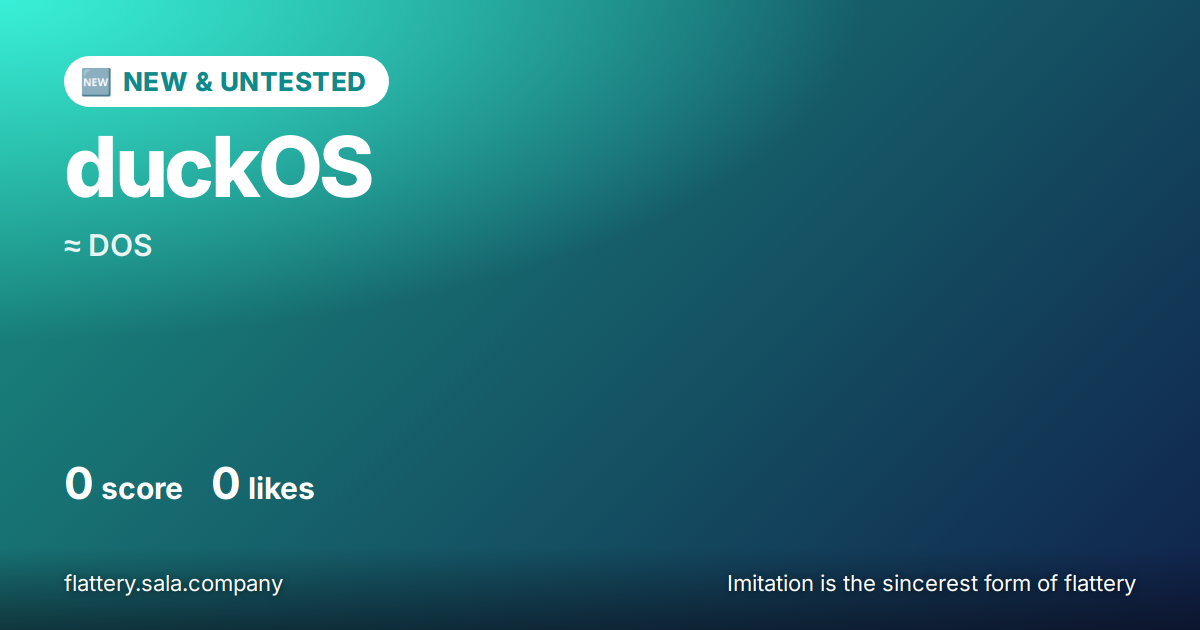 🆕 NEW & UNTESTED
duckOS
≈ DOS
0 score 0 likes
flattery.sala.company
Imitation is the sincerest form of flattery